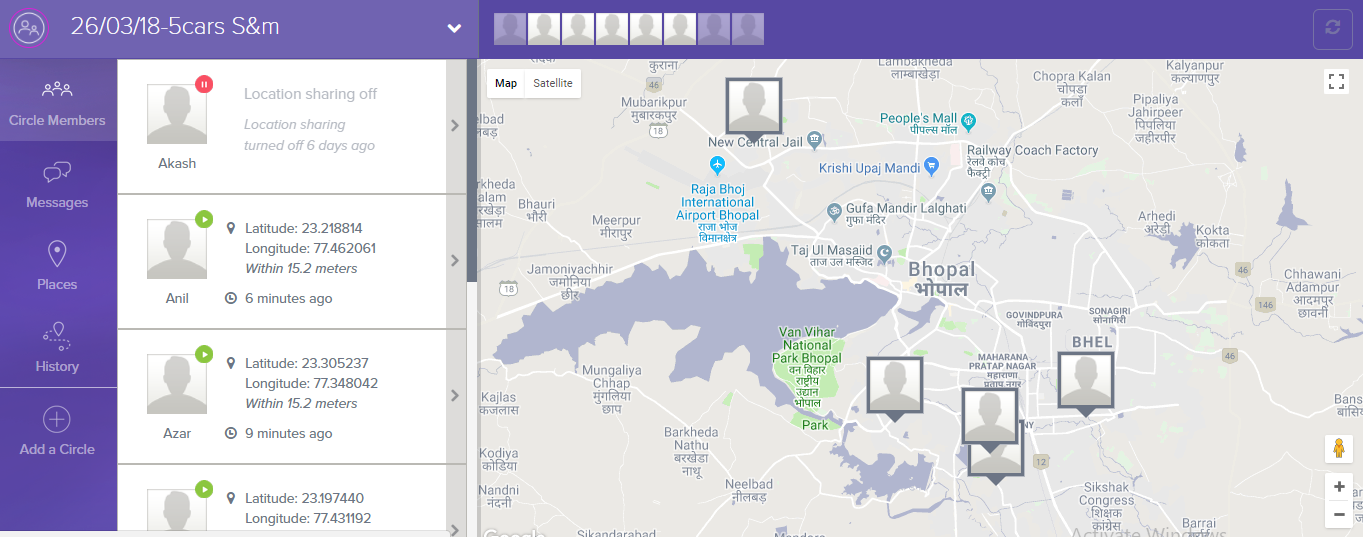 26/03/18-5cars S&m
Circle Members
Messages
Places
History
Add a Circle
Akash
Location sharing off
Location sharing
turned off 6 days ago
Anil
Latitude: 23.218814
Longitude: 77.462061
Within 15.2 meters
6 minutes ago
Azar
Latitude: 23.305237
Longitude: 77.348042
Within 15.2 meters
9 minutes ago
Latitude: 23.197440
Longitude: 77.431192
Map
Satellite
कुराना
46
Mubarikpur
मुबारकपुर
18
Lambakheda
लाम्बाखेड़ा
Chopra Kalan
चोपडा
कलाँ
Kalyanpur
कल्याणपुर
Pipaliya
Jahirpeer
पिपलिया
जहीरपीर
People's Mall
पीपल्स मॉल
New Central Jail
Krishi Upaj Mandi
Railway Coach Factory
रेलवे कोच
फैक्ट्री
Raja Bhoj
International
Airport Bhopal
राजा भोज
विमानक्षेत्र
Bhauri
भौरी
Meerpur
मीरापुर
Gufa Mandir Lalghati
गुफा मंदिर
Taj Ul Masajid
ताज उल मस्जिद
Arhedi
अरेड़ी
Kokta
कोकता
Jamoniyavchhir
जमोनिया
छीर
18
Bhopal
भोपाल
46
46
146
Chhawani
Adampur
आदमपुर
छावनी
GOVINDPURA
गोविंदपुरा
SONAGIRI
सोनागिरी
BHEL
Van Vihar
National
Park Bhopal
वन विहार
राष्ट्रीय
उद्यान
भोपाल
Park
MAHARANA
PRATAP NAGAR
महाराणा
प्रताप नगर
Mungaliya
Chhap
मुंगलिया
छाप
Kajlas
कजलास
Barkheda
Nathu
बरखेडा
नाथू
Kodiya
कोडिया
Nandni
नंदनी
Neelbad
नीलबड़
12
Sikshak
Congress
शिक्षक
कांग्रेस
Barrai
Sikandarabad
Google
Activate Windows